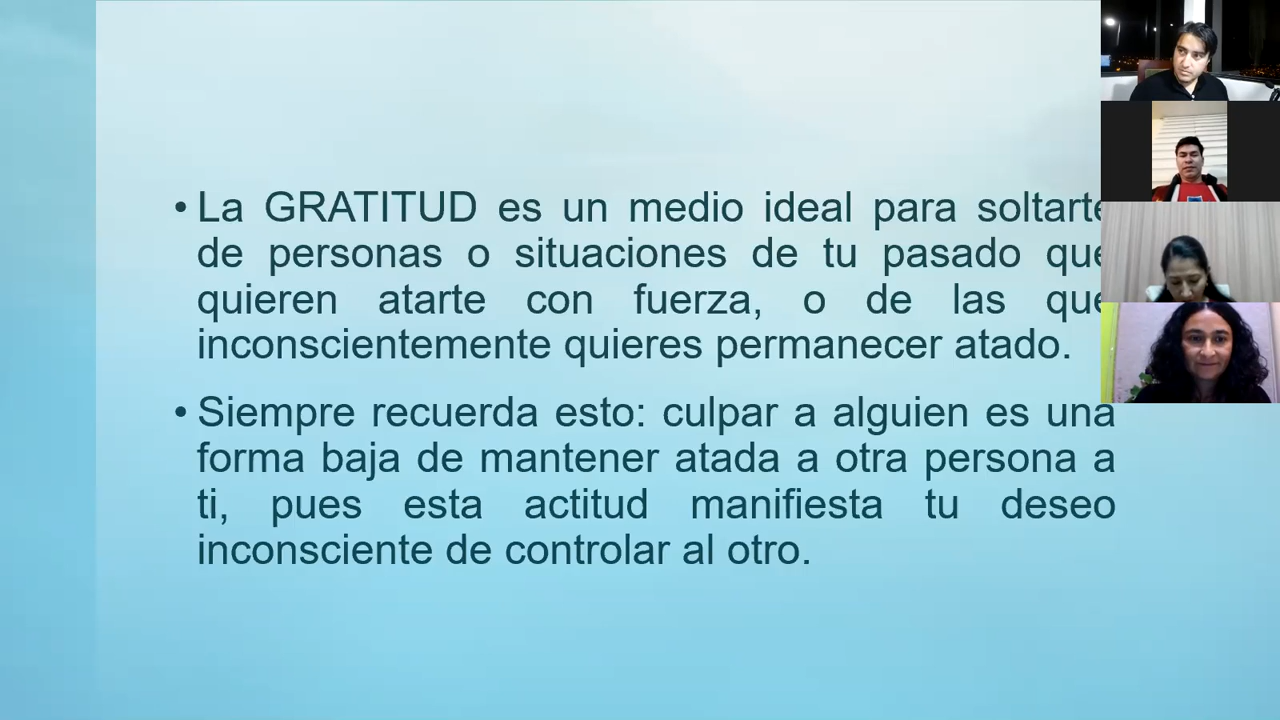 • La GRATITUD es un medio ideal para soltarte
de personas o situaciones de tu pasado que
quieren atarte con fuerza, o de las que
inconscientemente quieres permanecer atado.
• Siempre recuerda esto: culpar a alguien es una
forma baja de mantener atada a otra persona a
ti, pues esta actitud manifiesta tu deseo
inconsciente de controlar al otro.